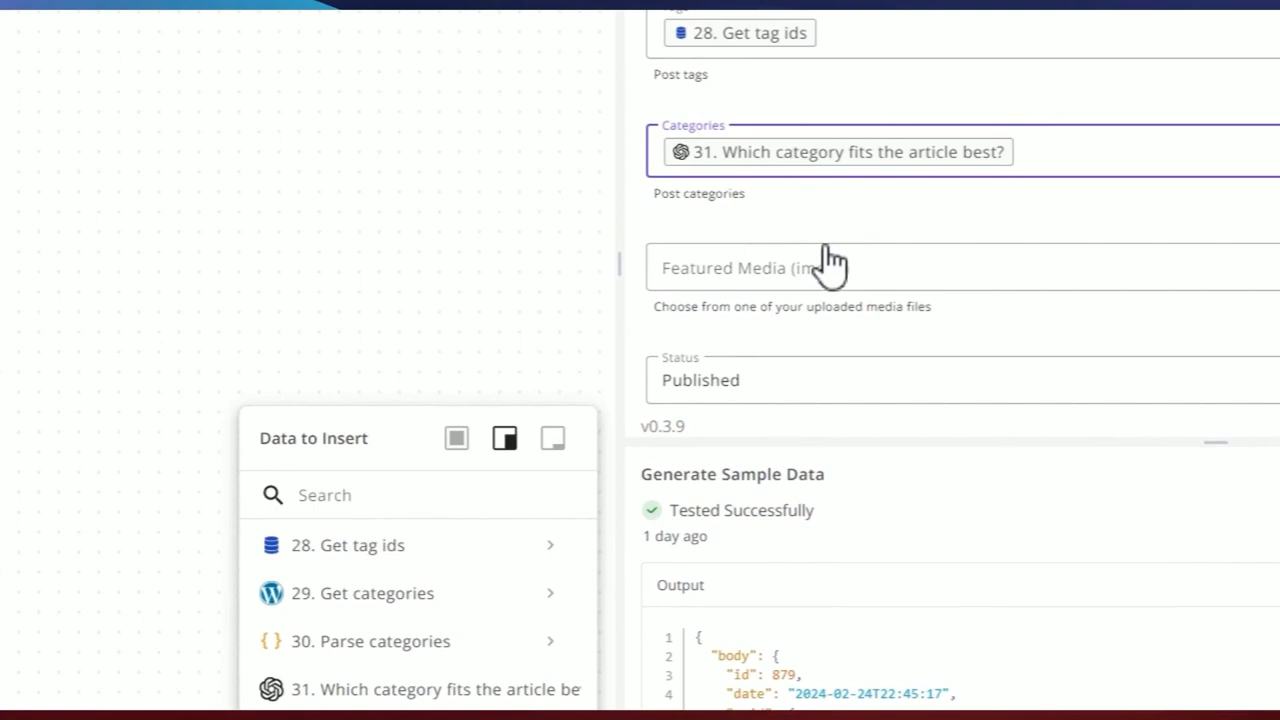 28. Get tag ids
Post tags
Categories
31. Which category fits the article best?
Post categories
Featured Media (im
Choose from one of your uploaded media files
Status
Published
v0.3.9
Data to Insert
Search
28. Get tag ids
29. Get categories
30. Parse categories
31. Which category fits the article be
Generate Sample Data
Tested Successfully
1 day ago
Output
1 {
2 "body": {
3 "id": 879,
4 "date": "2024-02-24T22:45:17",